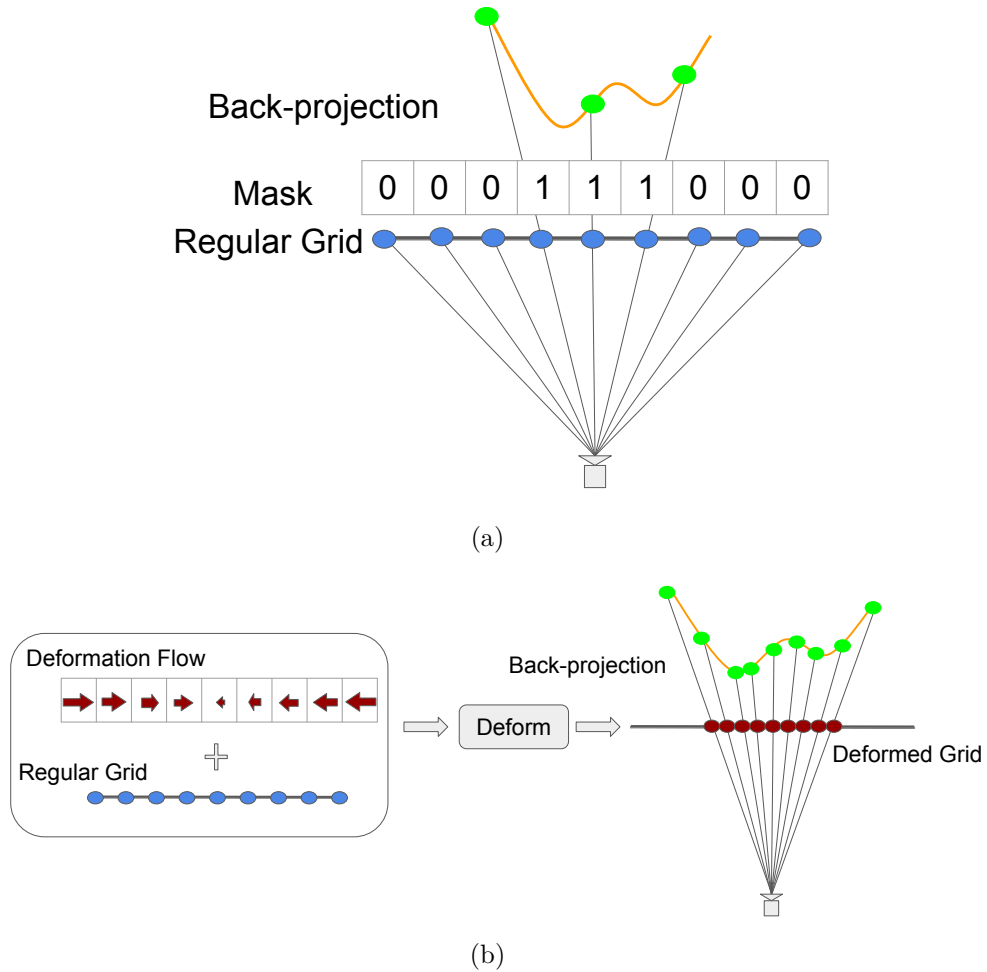 Back-projection
Mask 0 0 0 1 1 1 0 0 0
Regular Grid
(a)
Deformation Flow
Regular Grid
Deform
Back-projection
Deformed Grid
(b)